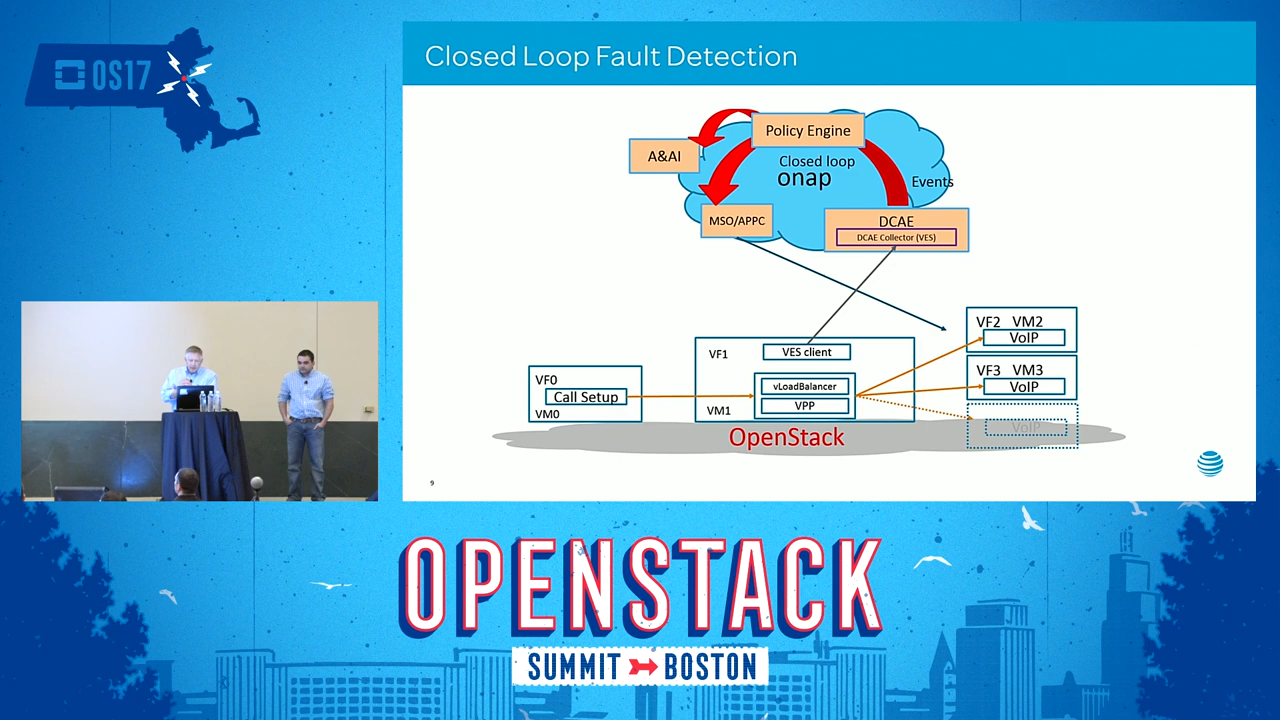 OS17
Closed Loop Fault Detection
Policy Engine
A&AI
Closed loop
onap
Events
MSO/APPC
DCAE
DCAE Collector (VES)
VF1
VES client
VF2 VM2
VoIP
VF3 VM3
VoIP
VF0
Call Setup
VM0
vLoadBalancer
VM1
VPP
VoIP
OpenStack
9
OPENSTACK
SUMMIT BOSTON